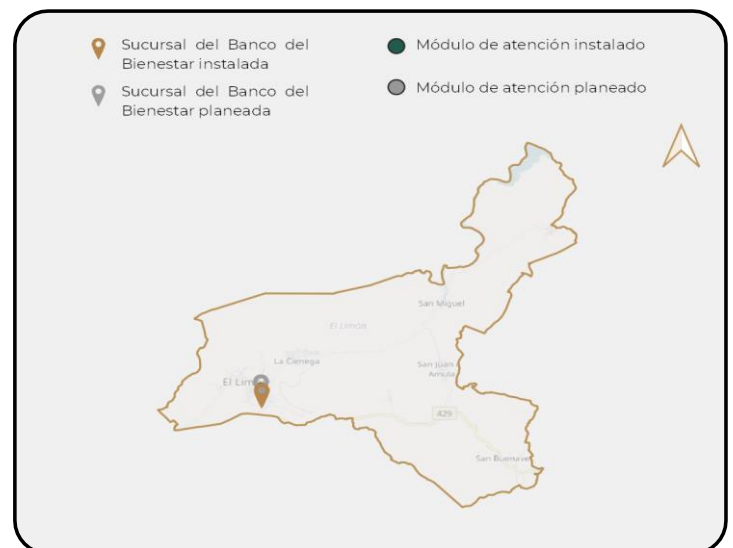 Sucursal del Banco del
Bienestar instalada
Sucursal del Banco del
Bienestar planeada
Módulo de atención instalado
Módulo de atención planeado
San Miguel
El Limón
La Cienega
San Juan
Amula
El Lim
429
San Buenave